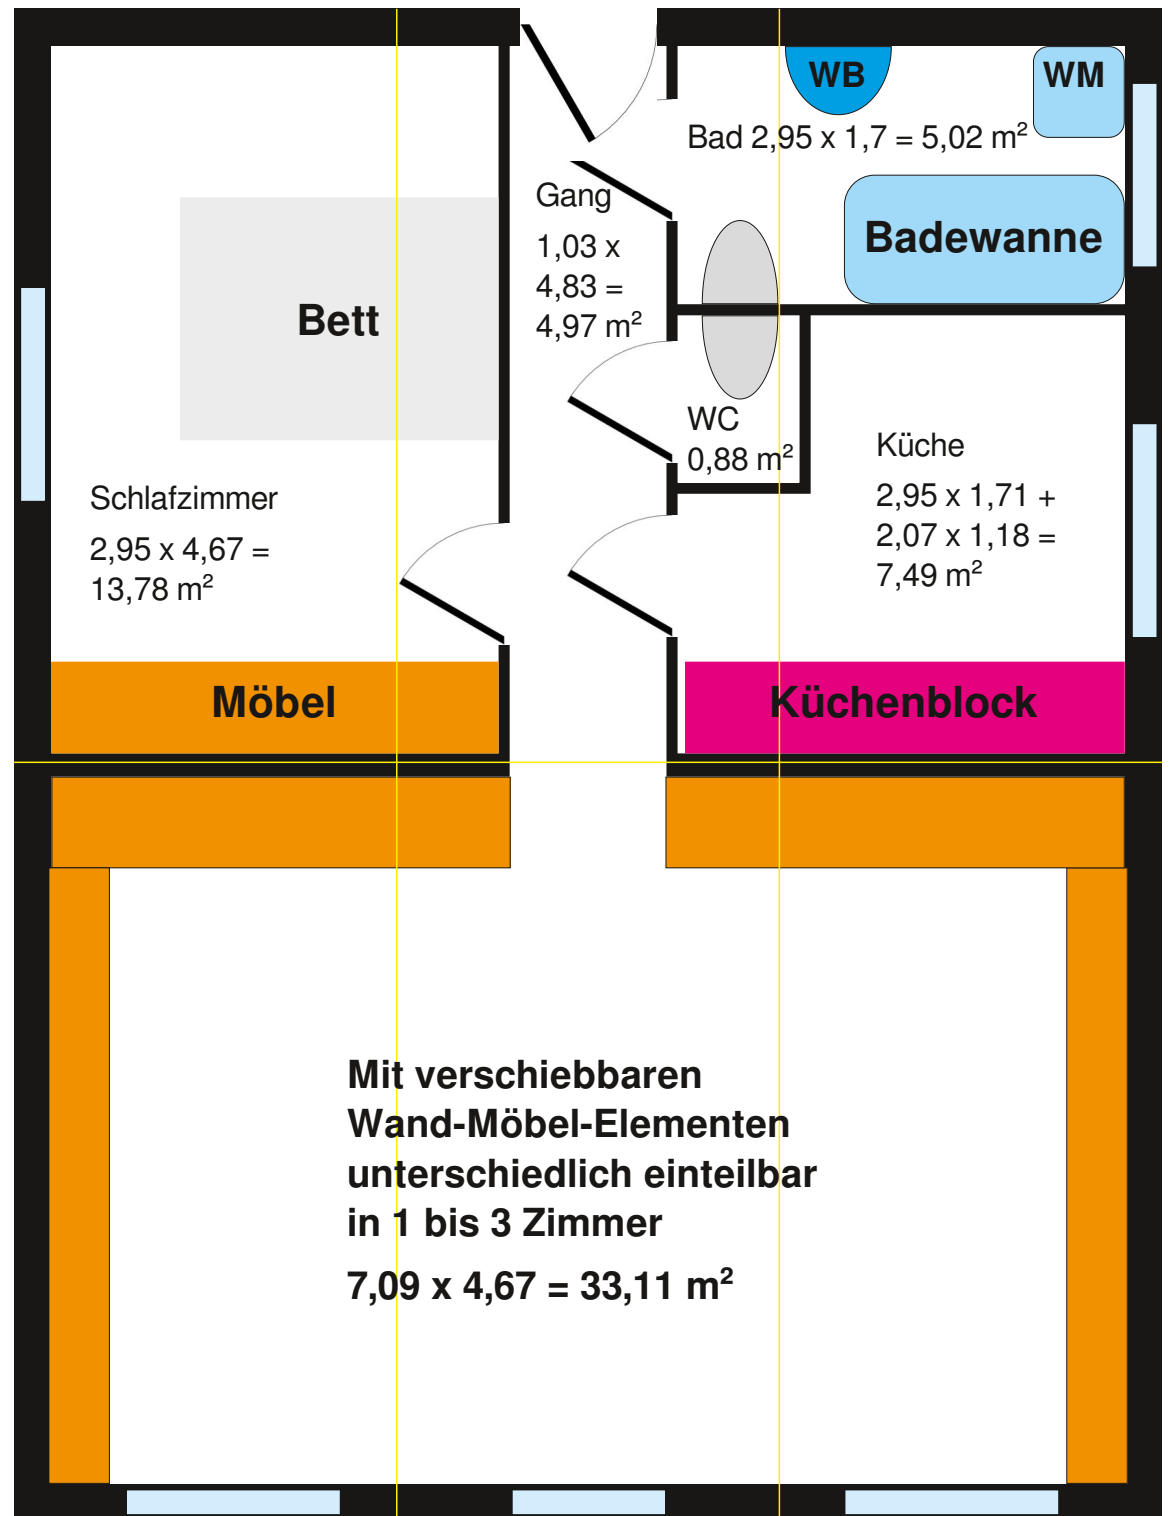 WB
WM
Bad 2,95 x 1,7 = 5,02 m²
Gang
1,03 x
4,83 =
4,97 m²
Badewanne
Bett
WC
0,88 m²
Küche
2,95 x 1,71 +
2,07 x 1,18 =
7,49 m²
Schlafzimmer
2,95 x 4,67 =
13,78 m²
Möbel
Küchenblock
Mit verschiebbaren
Wand-Möbel-Elementen
unterschiedlich einteilbar
in 1 bis 3 Zimmer
7,09 x 4,67 = 33,11 m²